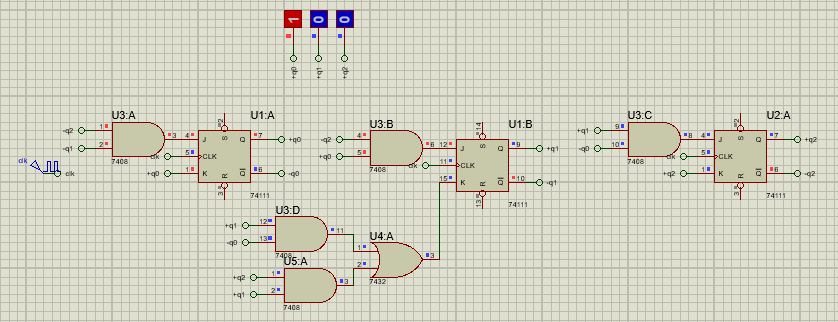 1 0 0
+q0 +q1 +q2
U3:A U1:A U3:B U1:B U3:C U2:A
-q2 1 3 4 J S 2 Q 7 +q0
-q1 2 7408 clk 5 CLK
+q0 1 K R 3 Q 6 -q0
74111
clk clk
-q2 4 6 12 J S 14 Q 9 +q1
+q0 5 7408 clk 11 CLK
15 K R 13 Q 10 -q1
74111
+q1 9 8 4 J S 2 Q 7 +q2
-q0 10 7408 clk 5 CLK
+q2 1 K R 3 Q 6 -q2
74111
U3:D
+q1 12 11
-q0 13
7408
U4:A
1 3
2
7432
U5:A
+q2 1 3
+q1 2
7408